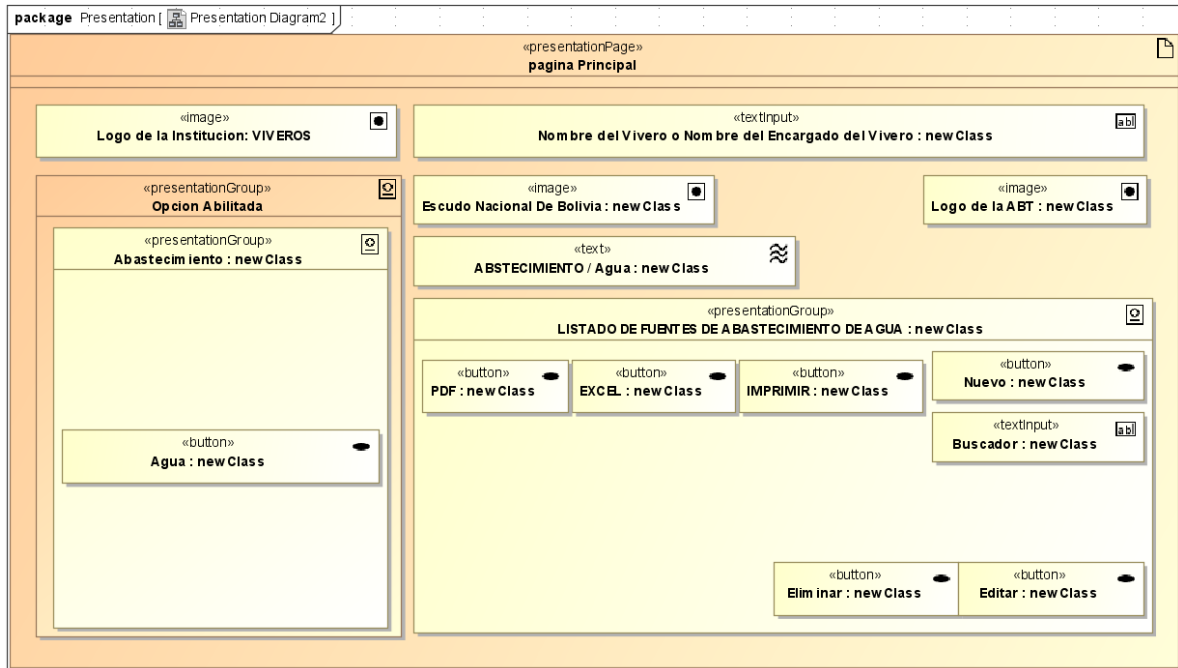 package Presentation [ Presentation Diagram2 ]
«presentationPage»
pagina Principal
«image»
Logo de la Institucion: VIVEROS
«textInput»
Nombre del Vivero o Nombre del Encargado del Vivero : newClass
abl
«presentationGroup»
Opcion Abilitada
«image»
Escudo Nacional De Bolivia : newClass
«image»
Logo de la ABT : newClass
«presentationGroup»
Abastecimiento : newClass
«text»
ABSTECIMIENTO / Agua : newClass
«presentationGroup»
LISTADO DE FUENTES DE ABASTECIMIENTO DE AGUA : newClass
«button»
PDF : newClass
«button»
EXCEL : newClass
«button»
IMPRIMIR : newClass
«button»
Nuevo : newClass
«textInput»
Buscador : newClass
abl
«button»
Agua : newClass
«button»
Eliminar : newClass
«button»
Editar : newClass